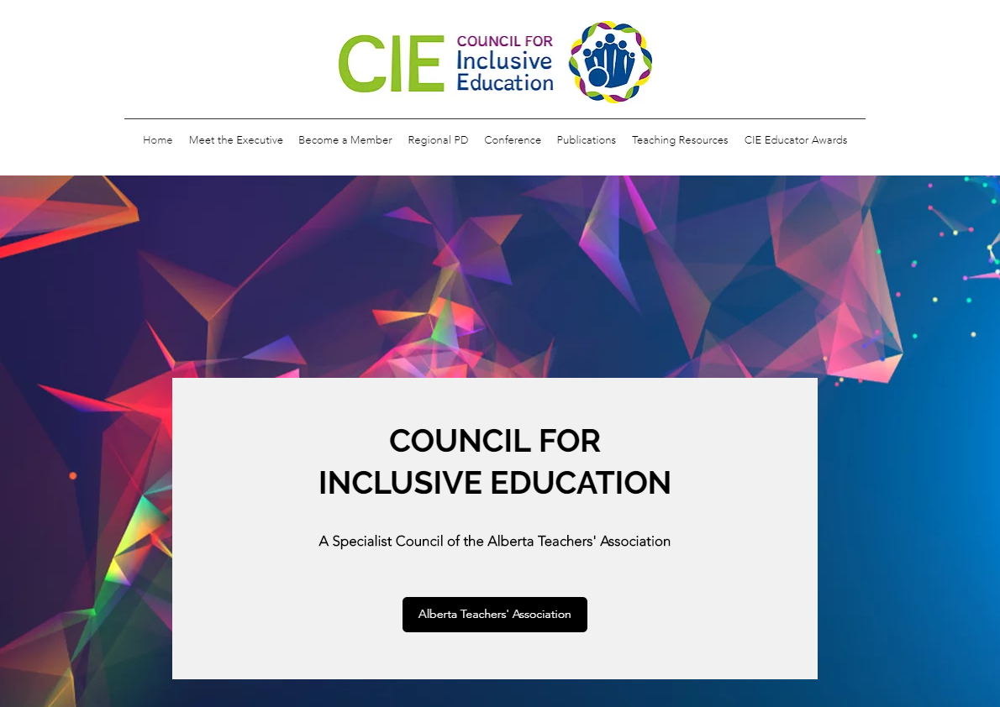 CIE
COUNCIL FOR
Inclusive
Education
Home Meet the Executive Become a Member Regional PD Conference Publications Teaching Resources CIE Educator Awards
COUNCIL FOR
INCLUSIVE EDUCATION
A Specialist Council of the Alberta Teachers' Association
Alberta Teachers' Association